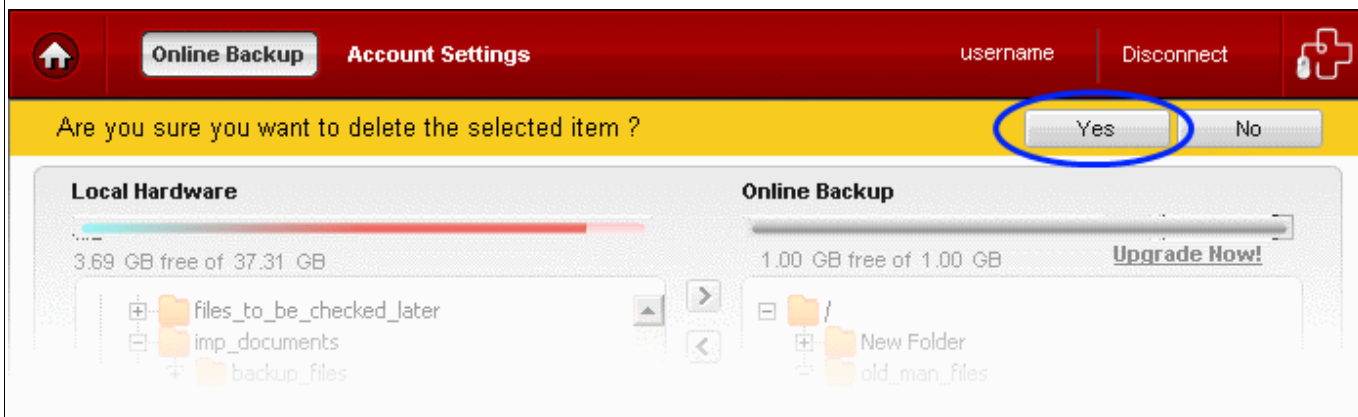 Online Backup Account Settings username Disconnect
Are you sure you want to delete the selected item ? Yes No
Local Hardware Online Backup
3.69 GB free of 37.31 GB 1.00 GB free of 1.00 GB Upgrade Now!
files_to_be_checked_later /
imp_documents New Folder
backup_files old_man_files